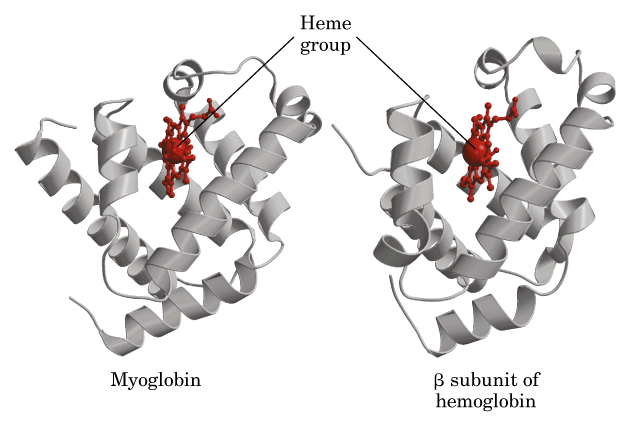 Heme
group
Myoglobin
β subunit of
hemoglobin